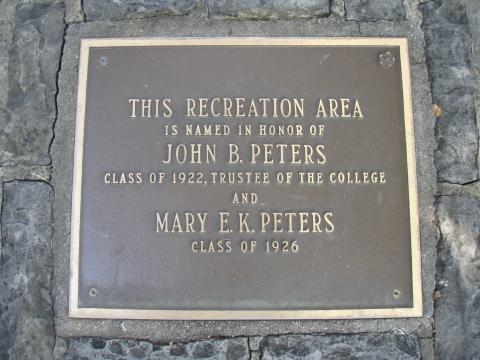 THIS RECREATION AREA
IS NAMED IN HONOR OF
JOHN B. PETERS
CLASS OF 1922, TRUSTEE OF THE COLLEGE
AND
MARY E. K. PETERS
CLASS OF 1926